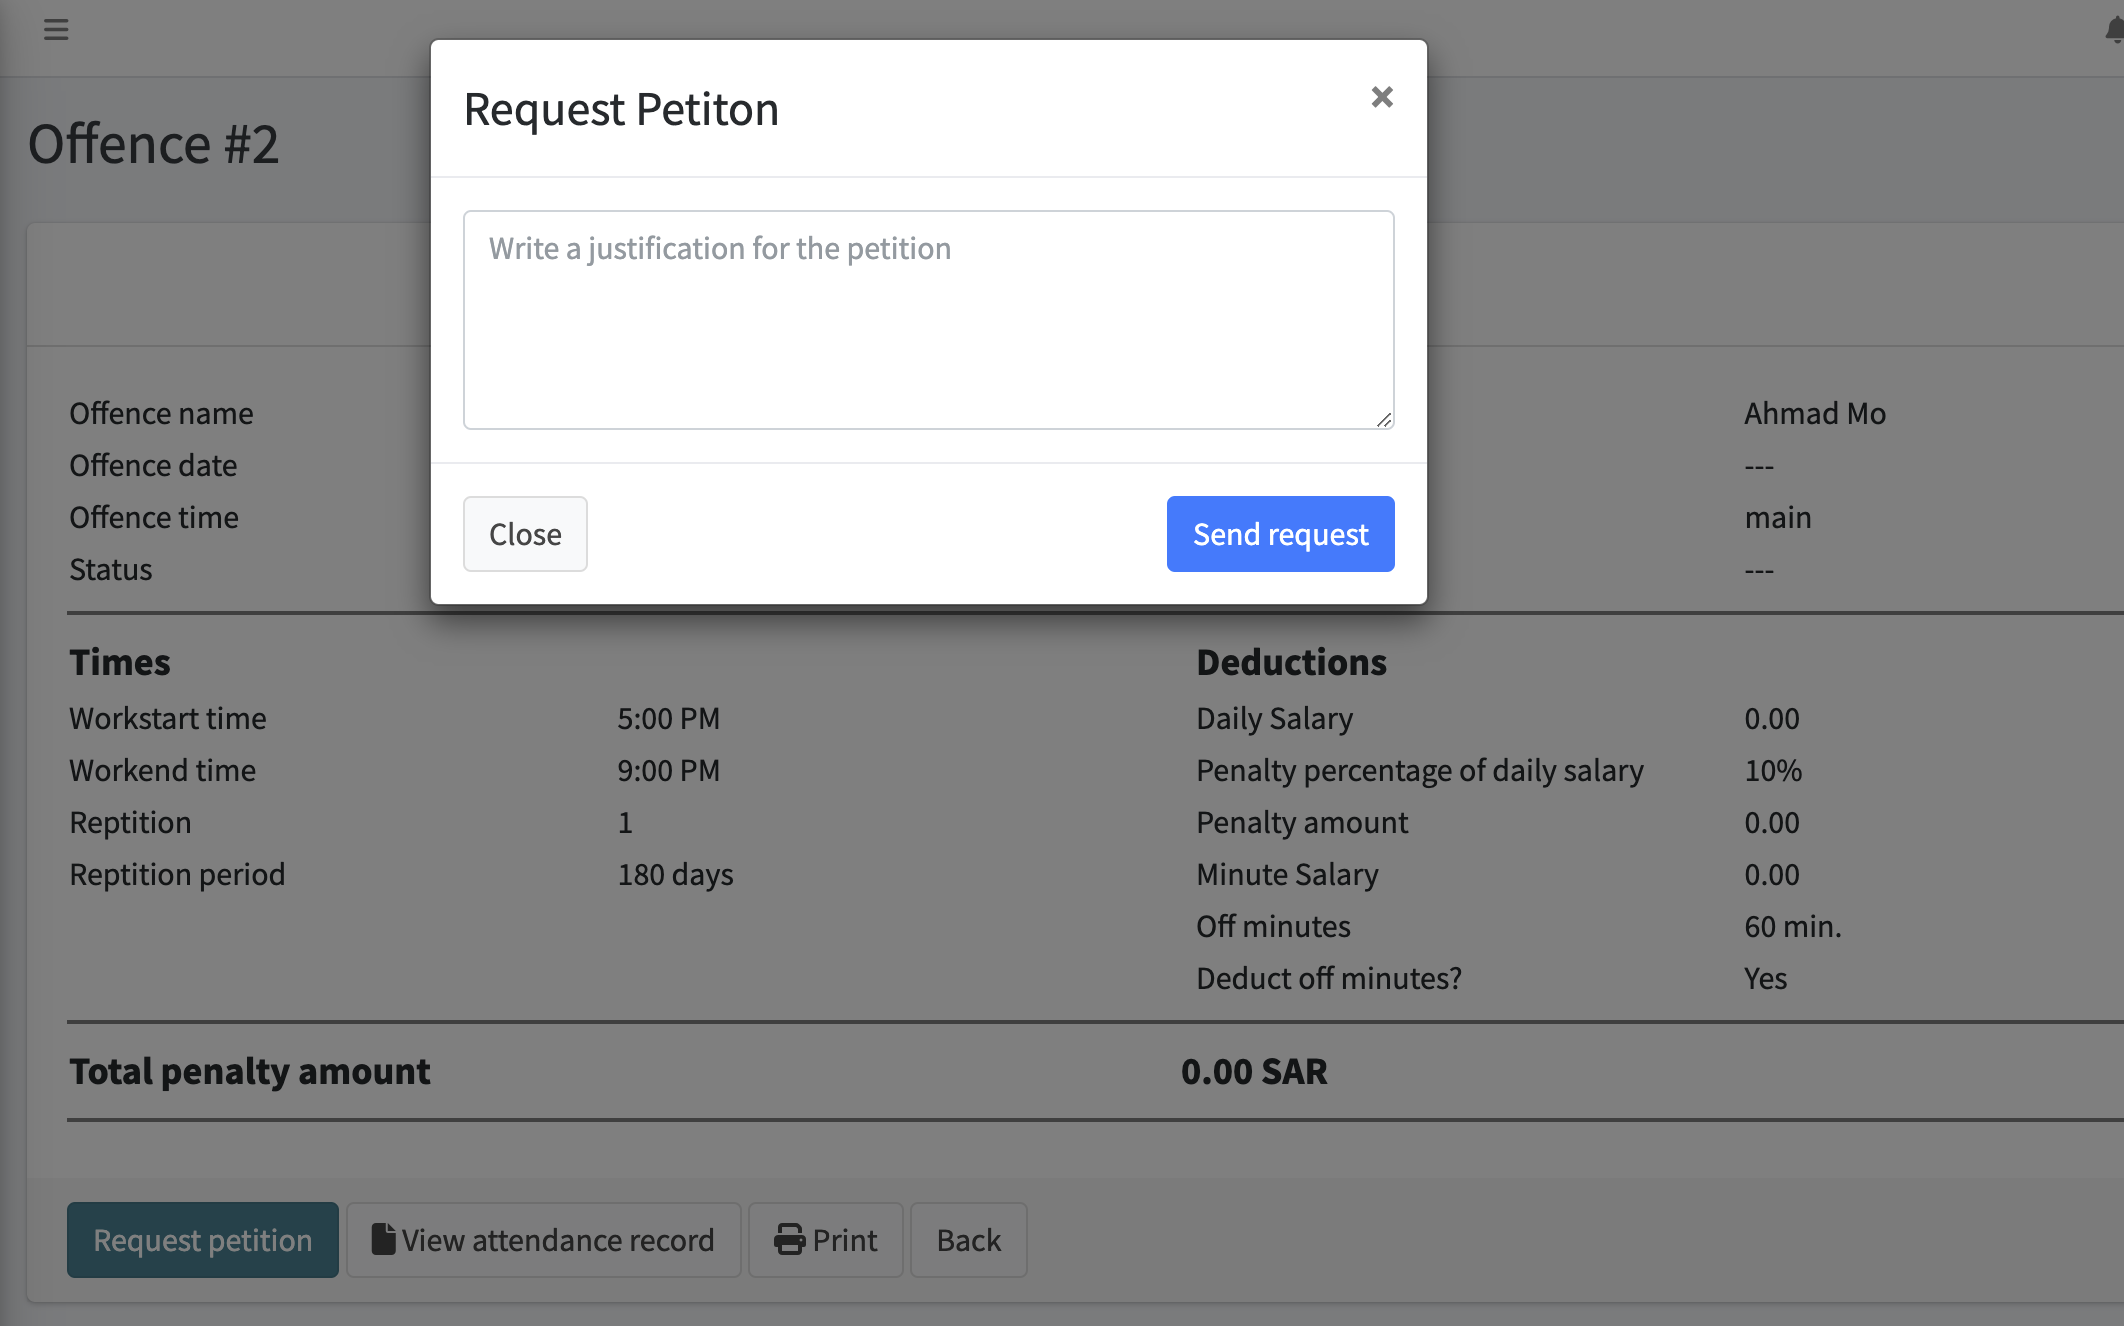 Request Petiton
×
Offence #2
Write a justification for the petition
Close
Send request
Offence name
Ahmad Mo
Offence date
---
Offence time
main
Status
---
Times
Deductions
Workstart time
5:00 PM
Daily Salary
0.00
Workend time
9:00 PM
Penalty percentage of daily salary
10%
Reptition
1
Penalty amount
0.00
Reptition period
180 days
Minute Salary
0.00
Off minutes
60 min.
Deduct off minutes?
Yes
Total penalty amount
0.00 SAR
Request petition
View attendance record
Print
Back